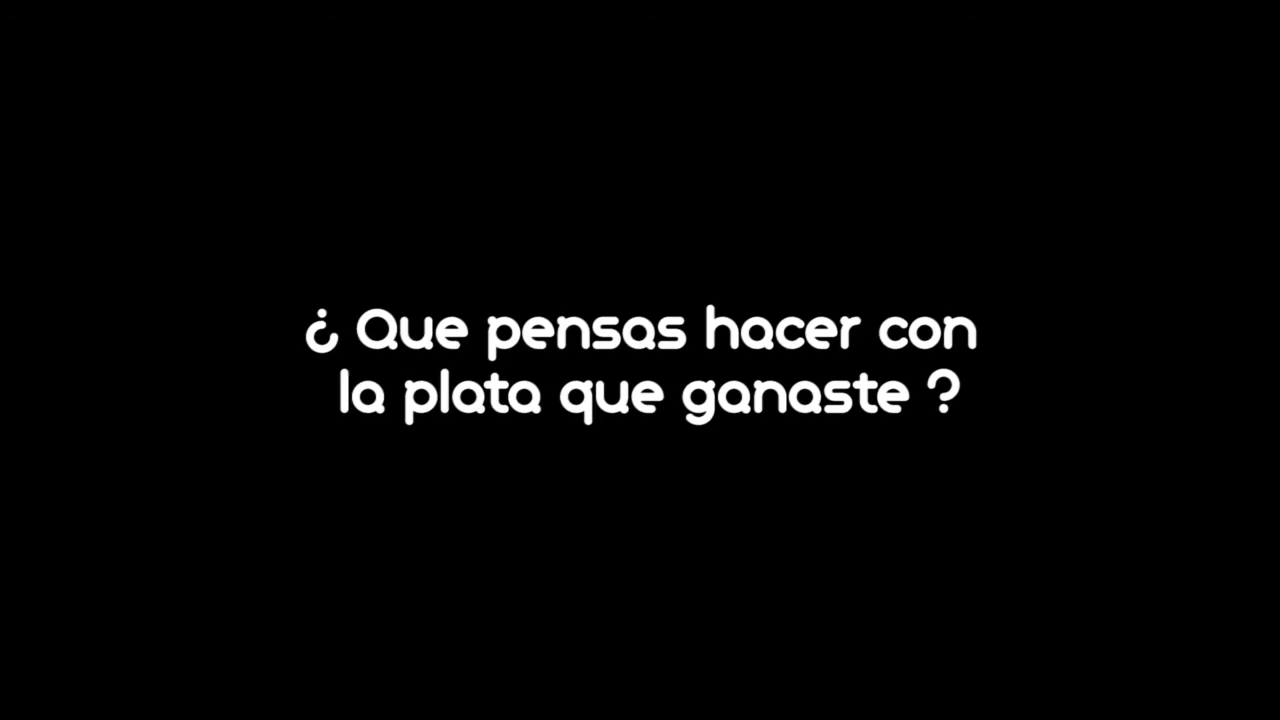 ¿ Que pensas hacer con
la plata que ganaste ?